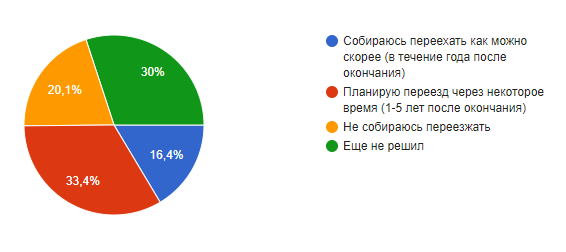 30%
20,1%
16,4%
33,4%
Собираюсь переехать как можно
скорее (в течение года после
окончания)
Планирую переезд через некоторое
время (1-5 лет после окончания)
Не собираюсь переезжать
Еще не решил